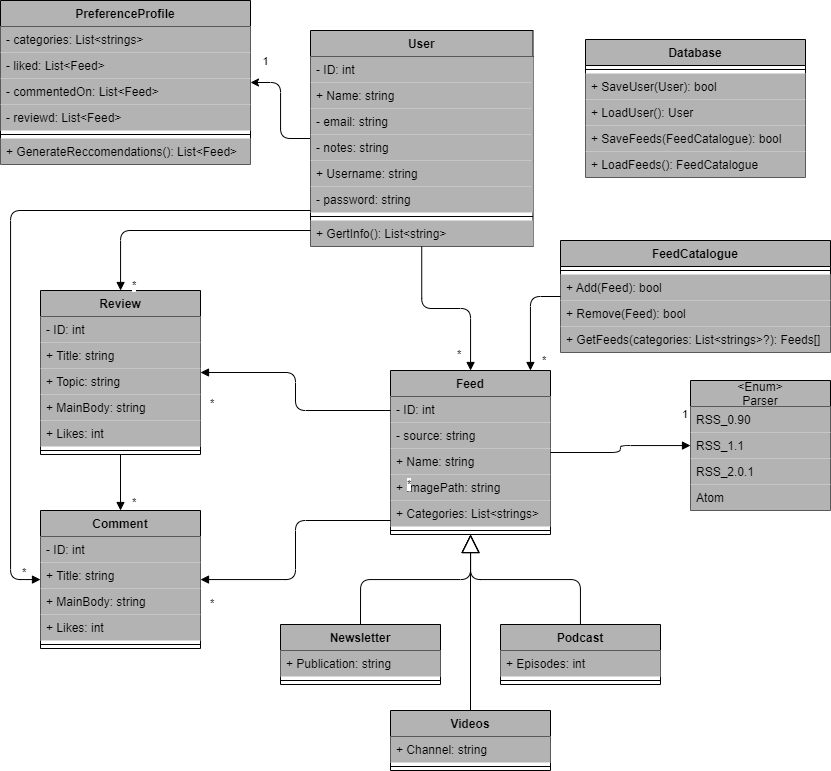 PreferenceProfile
- categories: List<strings>
- liked: List<Feed>
- commentedOn: List<Feed>
- reviewd: List<Feed>
+ GenerateReccomendations(): List<Feed>
1
User
- ID: int
+ Name: string
- email: string
- notes: string
+ Username: string
- password: string
+ GertInfo(): List<string>
Database
+ SaveUser(User): bool
+ LoadUser(): User
+ SaveFeeds(FeedCatalogue): bool
+ LoadFeeds(): FeedCatalogue
FeedCatalogue
+ Add(Feed): bool
+ Remove(Feed): bool
+ GetFeeds(categories: List<strings>?): Feeds[]
*
Review
- ID: int
+ Title: string
+ Topic: string
+ MainBody: string
+ Likes: int
*
*
*
Feed
- ID: int
- source: string
+ Name: string
+ ImagePath: string
*
+ Categories: List<strings>
1
<Enum>
Parser
RSS_0.90
RSS_1.1
RSS_2.0.1
Atom
*
Comment
- ID: int
+ Title: string
+ MainBody: string
+ Likes: int
*
*
Newsletter
+ Publication: string
Podcast
+ Episodes: int
Videos
+ Channel: string